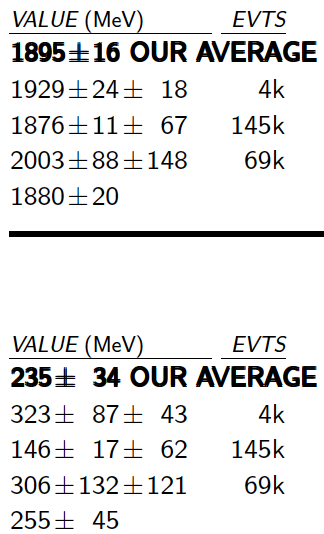 VALUE (MeV) EVTS
1895±16 OUR AVERAGE
1929±24± 18 4k
1876±11± 67 145k
2003±88±148 69k
1880±20
VALUE (MeV) EVTS
235± 34 OUR AVERAGE
323± 87± 43 4k
146± 17± 62 145k
306±132±121 69k
255± 45